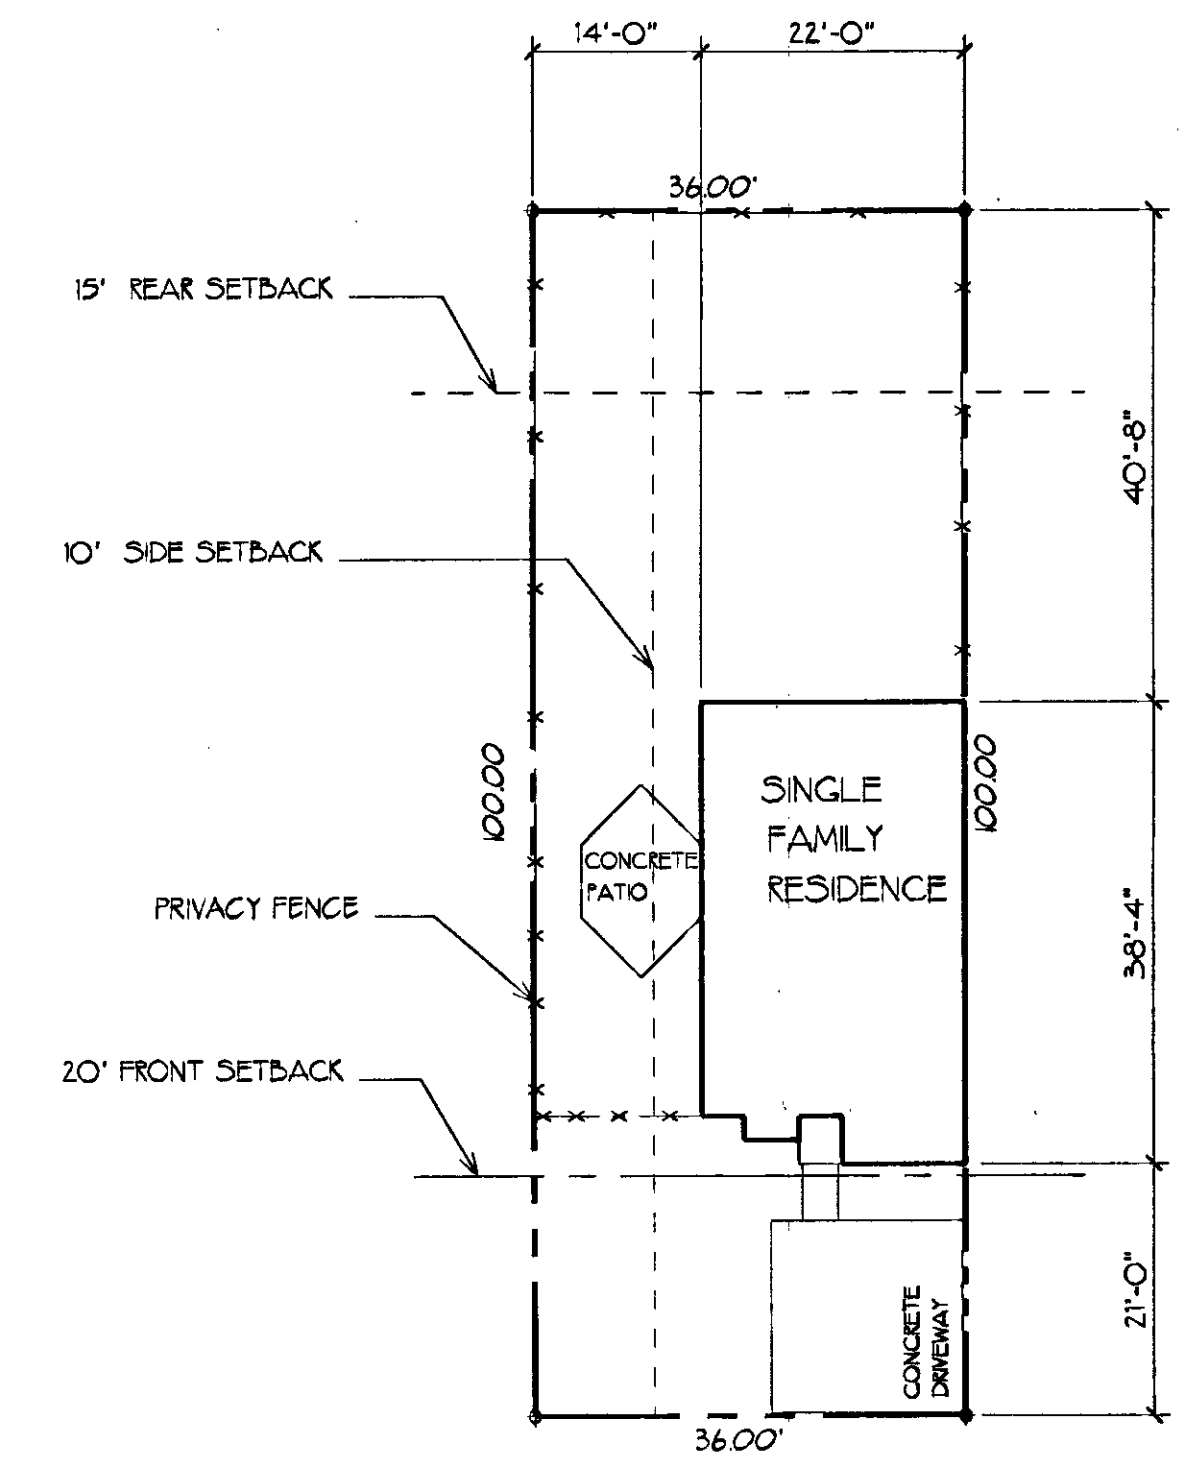 14'-0"
22'-0"
36.00'
15' REAR SETBACK
40'-8"
10' SIDE SETBACK
100.00
100.00
SINGLE
FAMILY
RESIDENCE
CONCRETE
PATIO
PRIVACY FENCE
38'-4"
20' FRONT SETBACK
21'-0"
CONCRETE
DRIVEWAY
36.00'